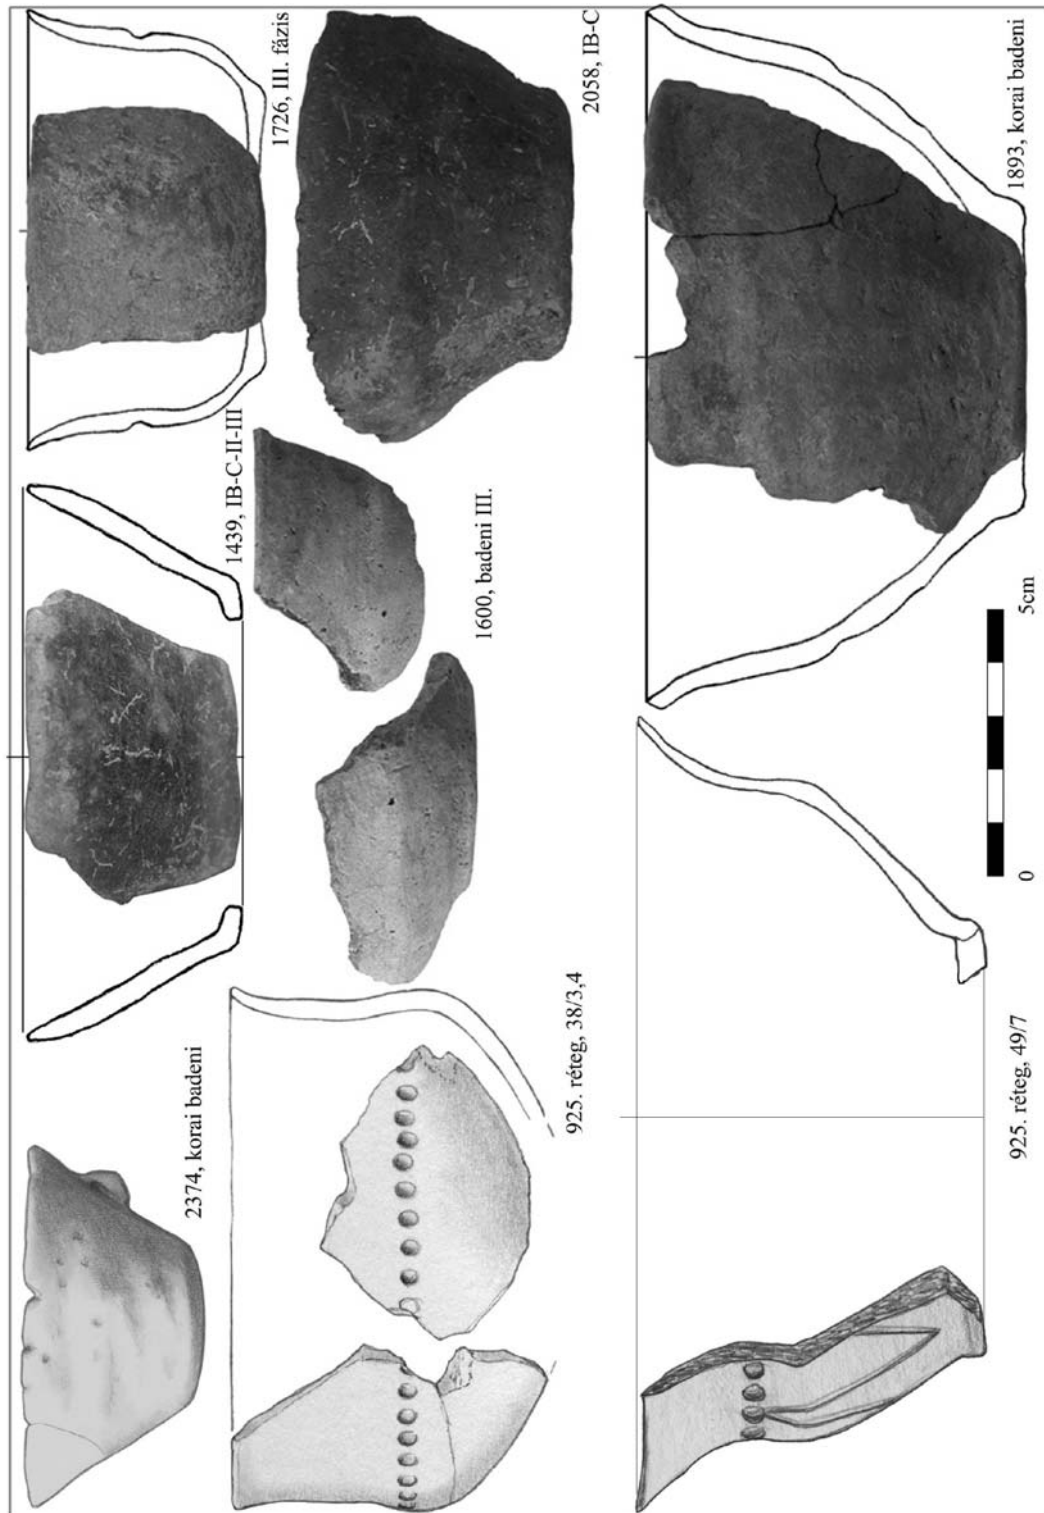 2374, korai badeni
1439, IB-C-II-III
1726, III. fázis
925. réteg, 38/3,4
1600, badeni III.
2058, IB-C
925. réteg, 49/7
0
5cm
1893, korai badeni